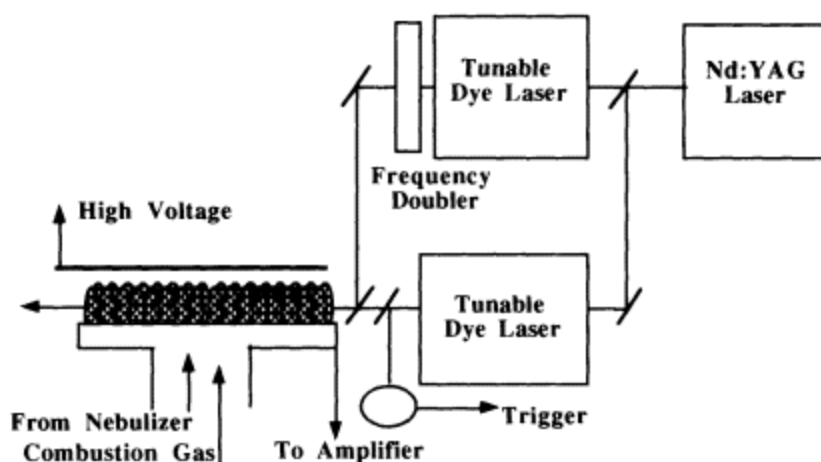 Tunable
Dye Laser
Nd:YAG
Laser
Frequency
Doubler
High Voltage
Tunable
Dye Laser
From Nebulizer
Combustion Gas
To Amplifier
Trigger